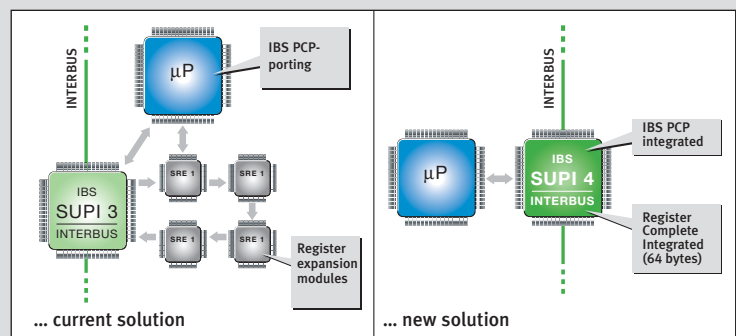 INTERBUS
µP
IBS PCP-
porting
IBS
SUPI 3
INTERBUS
SRE 1
SRE 1
SRE 1
SRE 1
Register
expansion
modules
... current solution
INTERBUS
µP
IBS
SUPI 4
INTERBUS
IBS PCP
integrated
Register
Complete
Integrated
(64 bytes)
... new solution